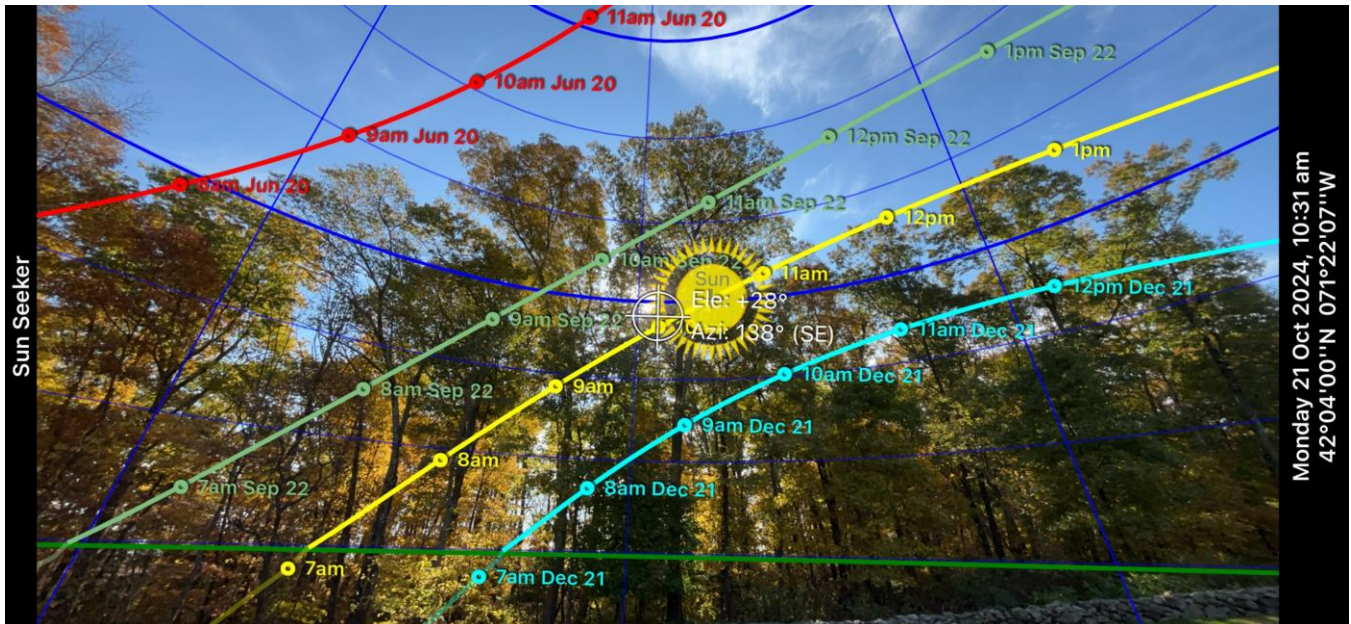 Sun Seeker
11am Jun 20
10am Jun 20
9am Jun 20
8am Jun 20
1pm Sep 22
12pm Sep 22
11am Sep 22
10am Sep 22
9am Sep 22
8am Sep 22
7am Sep 22
1pm
12pm
11am
Sun
Ele: +28°
Azi: 138° (SE)
9am
8am
7am
12pm Dec 21
11am Dec 21
10am Dec 21
9am Dec 21
8am Dec 21
7am Dec 21
Monday 21 Oct 2024, 10:31 am
42°04'00"N 071°22'07"W